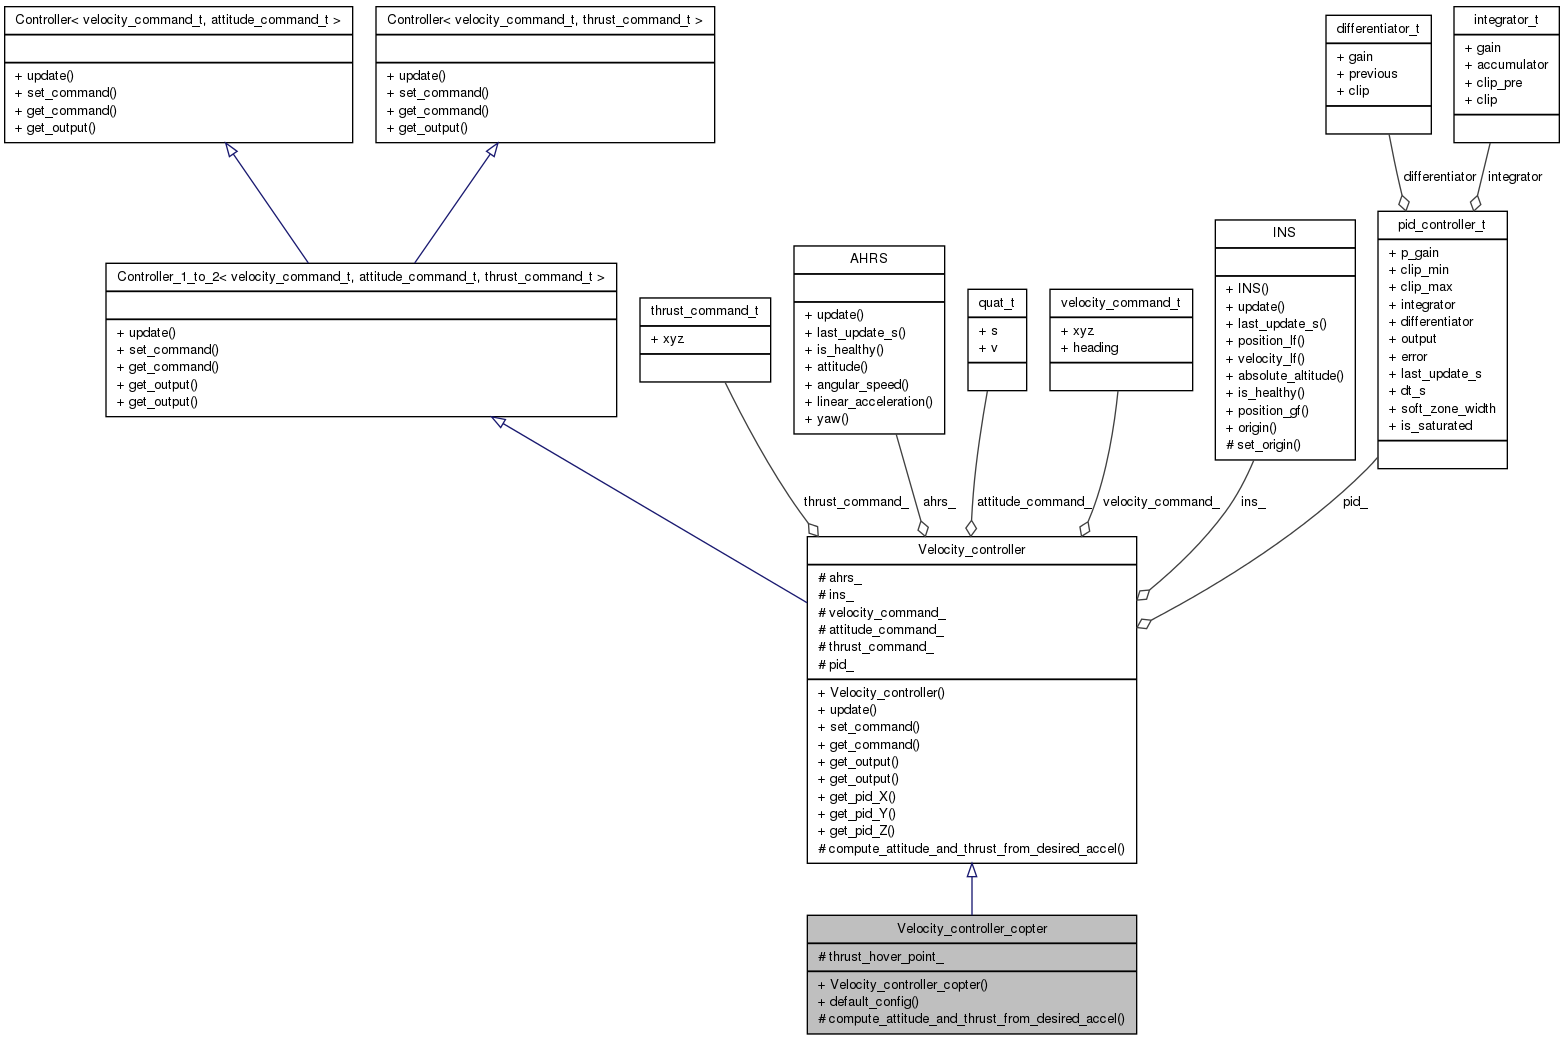 Controller< velocity_command_t, attitude_command_t >
+ update()
+ set_command()
+ get_command()
+ get_output()
Controller< velocity_command_t, thrust_command_t >
+ update()
+ set_command()
+ get_command()
+ get_output()
differentiator_t
+ gain
+ previous
+ clip
integrator_t
+ gain
+ accumulator
+ clip_pre
+ clip
differentiator
integrator
Controller_1_to_2< velocity_command_t, attitude_command_t, thrust_command_t >
+ update()
+ set_command()
+ get_command()
+ get_output()
+ get_output()
thrust_command_t
+ xyz
AHRS
+ update()
+ last_update_s()
+ is_healthy()
+ attitude()
+ angular_speed()
+ linear_acceleration()
+ yaw()
quat_t
+ s
+ v
velocity_command_t
+ xyz
+ heading
INS
+ INS()
+ update()
+ last_update_s()
+ position_lf()
+ velocity_lf()
+ absolute_altitude()
+ is_healthy()
+ position_gf()
+ origin()
# set_origin()
pid_controller_t
+ p_gain
+ clip_min
+ clip_max
+ integrator
+ differentiator
+ output
+ error
+ last_update_s
+ dt_s
+ soft_zone_width
+ is_saturated
thrust_command_
ahrs_
attitude_command_
velocity_command_
ins_
pid_
Velocity_controller
# ahrs_
# ins_
# velocity_command_
# attitude_command_
# thrust_command_
# pid_
+ Velocity_controller()
+ update()
+ set_command()
+ get_command()
+ get_output()
+ get_output()
+ get_pid_X()
+ get_pid_Y()
+ get_pid_Z()
# compute_attitude_and_thrust_from_desired_accel()
Velocity_controller_copter
# thrust_hover_point_
+ Velocity_controller_copter()
+ default_config()
# compute_attitude_and_thrust_from_desired_accel()